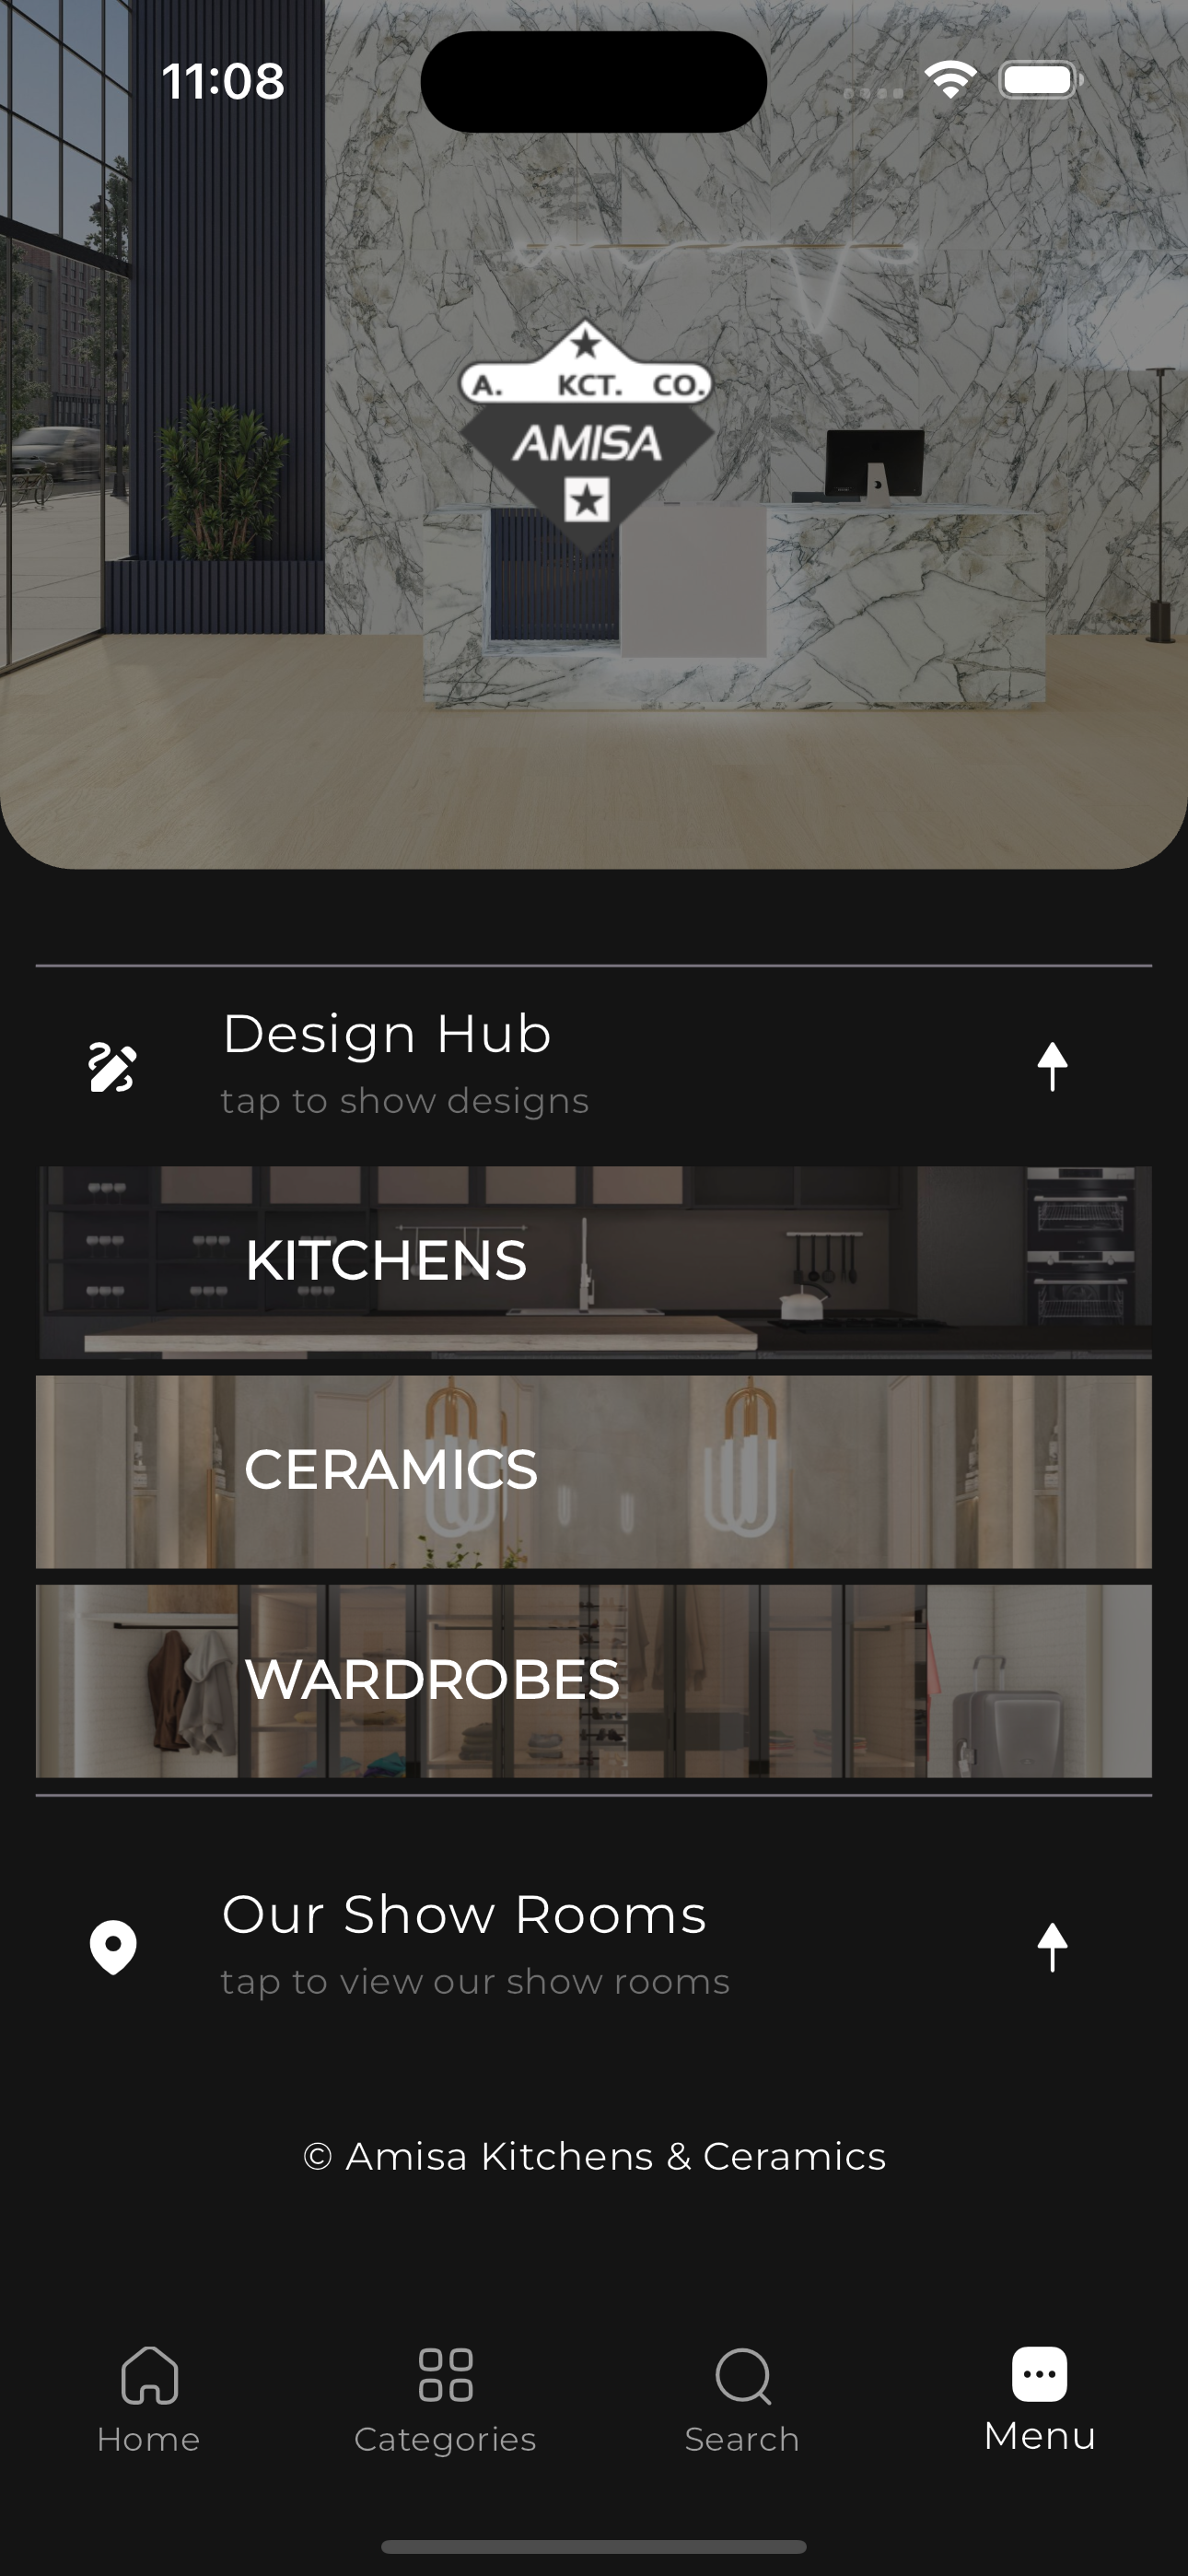 11:08
A. KCT. CO.
AMISA
Design Hub
tap to show designs
KITCHENS
CERAMICS
WARDROBES
Our Show Rooms
tap to view our show rooms
© Amisa Kitchens & Ceramics
Home
Categories
Search
Menu